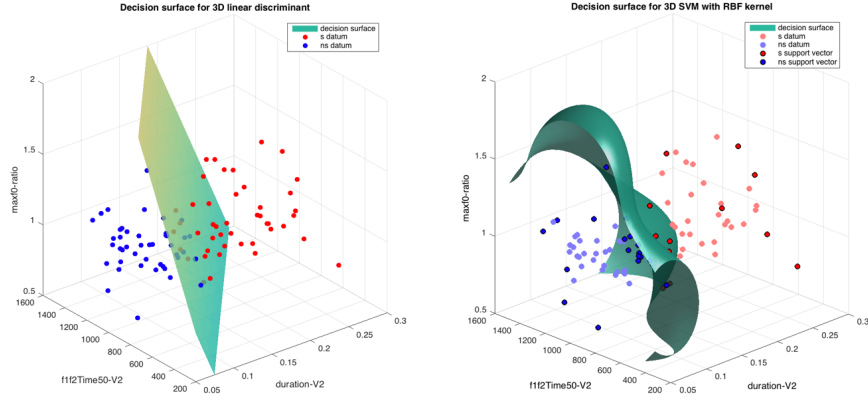 Decision surface for 3D linear discriminant
decision surface
s datum
ns datum
2
1.5
1
0.5
maxf0-ratio
1600
1400
1200
1000
800
600
400
200
f1f2Time50-V2
0.05
0.1
0.15
0.2
0.25
0.3
duration-V2
Decision surface for 3D SVM with RBF kernel
decision surface
s datum
ns datum
s support vector
ns support vector
2
1.5
1
0.5
maxf0-ratio
1600
1400
1200
1000
800
600
400
200
f1f2Time50-V2
0.05
0.1
0.15
0.2
0.25
0.3
duration-V2